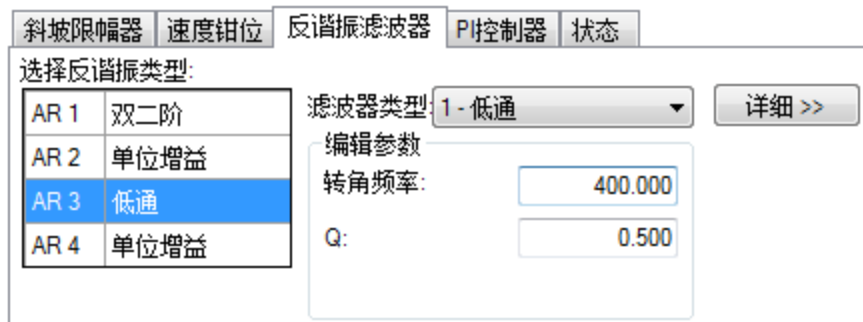 斜坡限幅器 速度钳位 反谐振滤波器 PI控制器 状态
选择反谐振类型:
AR 1 双二阶
AR 2 单位增益
AR 3 低通
AR 4 单位增益
滤波器类型: 1 - 低通 详细 >>
编辑参数
转角频率: 400.000
Q: 0.500